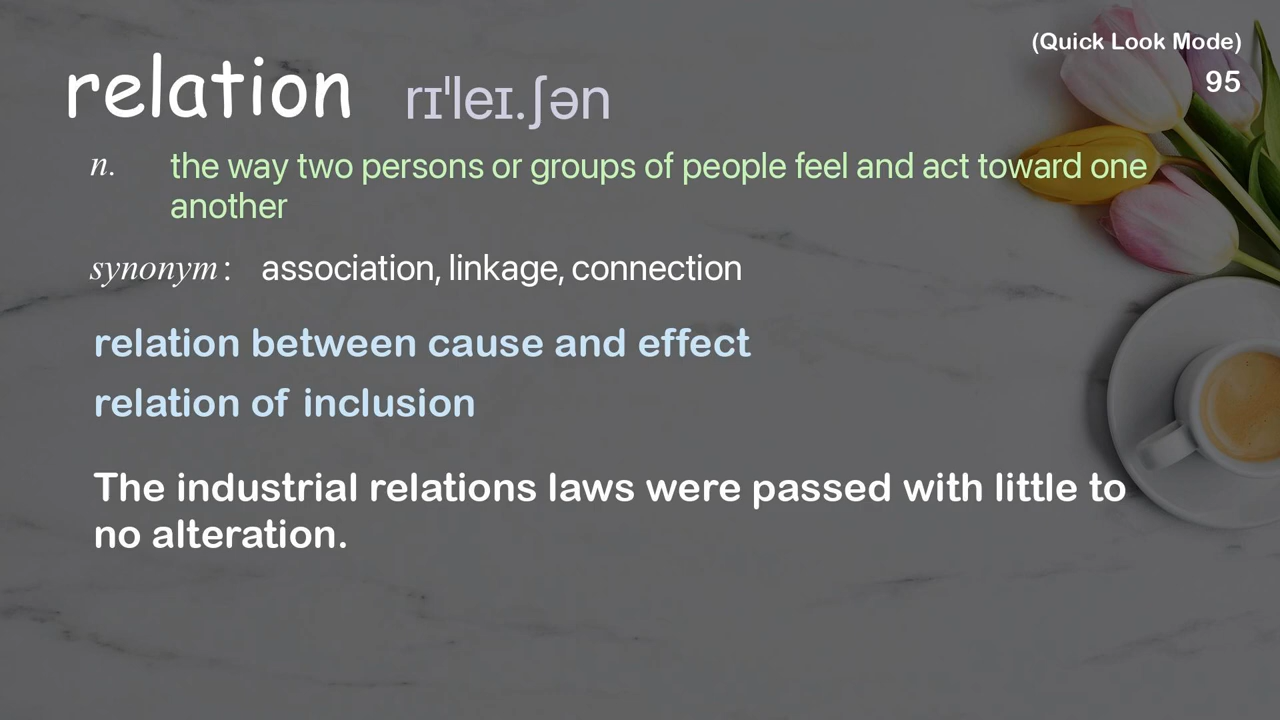 (Quick Look Mode)
95
relation rɪˈleɪ.ʃən
n. the way two persons or groups of people feel and act toward one
another
synonym: association, linkage, connection
relation between cause and effect
relation of inclusion
The industrial relations laws were passed with little to
no alteration.